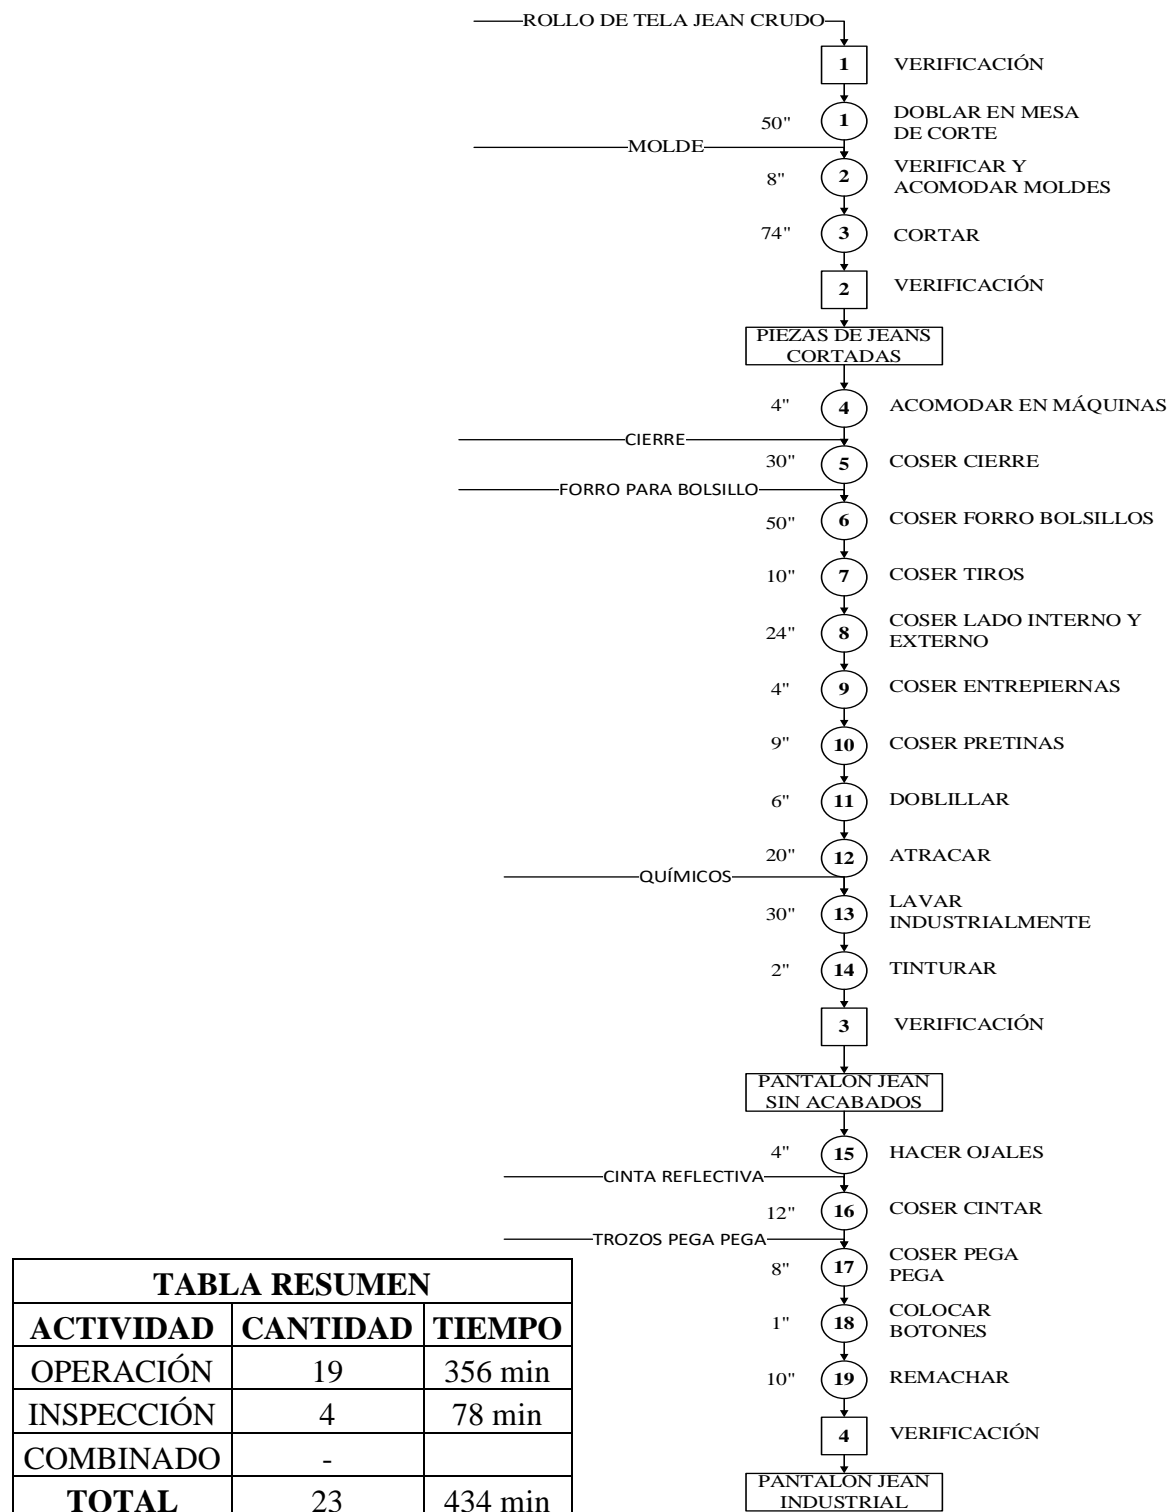 ROLLO DE TELA JEAN CRUDO
1 VERIFICACIÓN
50" 1 DOBLAR EN MESA
DE CORTE
MOLDE
8" 2 VERIFICAR Y
ACOMODAR MOLDES
74" 3 CORTAR
2 VERIFICACIÓN
PIEZAS DE JEANS
CORTADAS
4" 4 ACOMODAR EN MÁQUINAS
CIERRE
30" 5 COSER CIERRE
FORRO PARA BOLSILLO
50" 6 COSER FORRO BOLSILLOS
10" 7 COSER TIROS
24" 8 COSER LADO INTERNO Y
EXTERNO
4" 9 COSER ENTREPIERNAS
9" 10 COSER PRETINAS
6" 11 DOBLILLAR
20" 12 ATRACAR
QUÍMICOS
30" 13 LAVAR
INDUSTRIALMENTE
2" 14 TINTURAR
3 VERIFICACIÓN
PANTALON JEAN
SIN ACABADOS
4" 15 HACER OJALES
CINTA REFLECTIVA
12" 16 COSER CINTAR
TROZOS PEGA PEGA
8" 17 COSER PEGA
PEGA
1" 18 COLOCAR
BOTONES
10" 19 REMACHAR
4 VERIFICACIÓN
PANTALON JEAN
INDUSTRIAL
TABLA RESUMEN
ACTIVIDAD CANTIDAD TIEMPO
OPERACIÓN 19 356 min
INSPECCIÓN 4 78 min
COMBINADO -
TOTAL 23 434 min